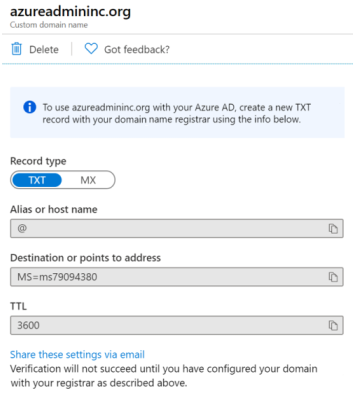 azureadmininc.org
Custom domain name
Delete
Got feedback?
To use azureadmininc.org with your Azure AD, create a new TXT
record with your domain name registrar using the info below.
Record type
TXT MX
Alias or host name
@
Destination or points to address
MS=ms79094380
TTL
3600
Share these settings via email
Verification will not succeed until you have configured your domain
with your registrar as described above.